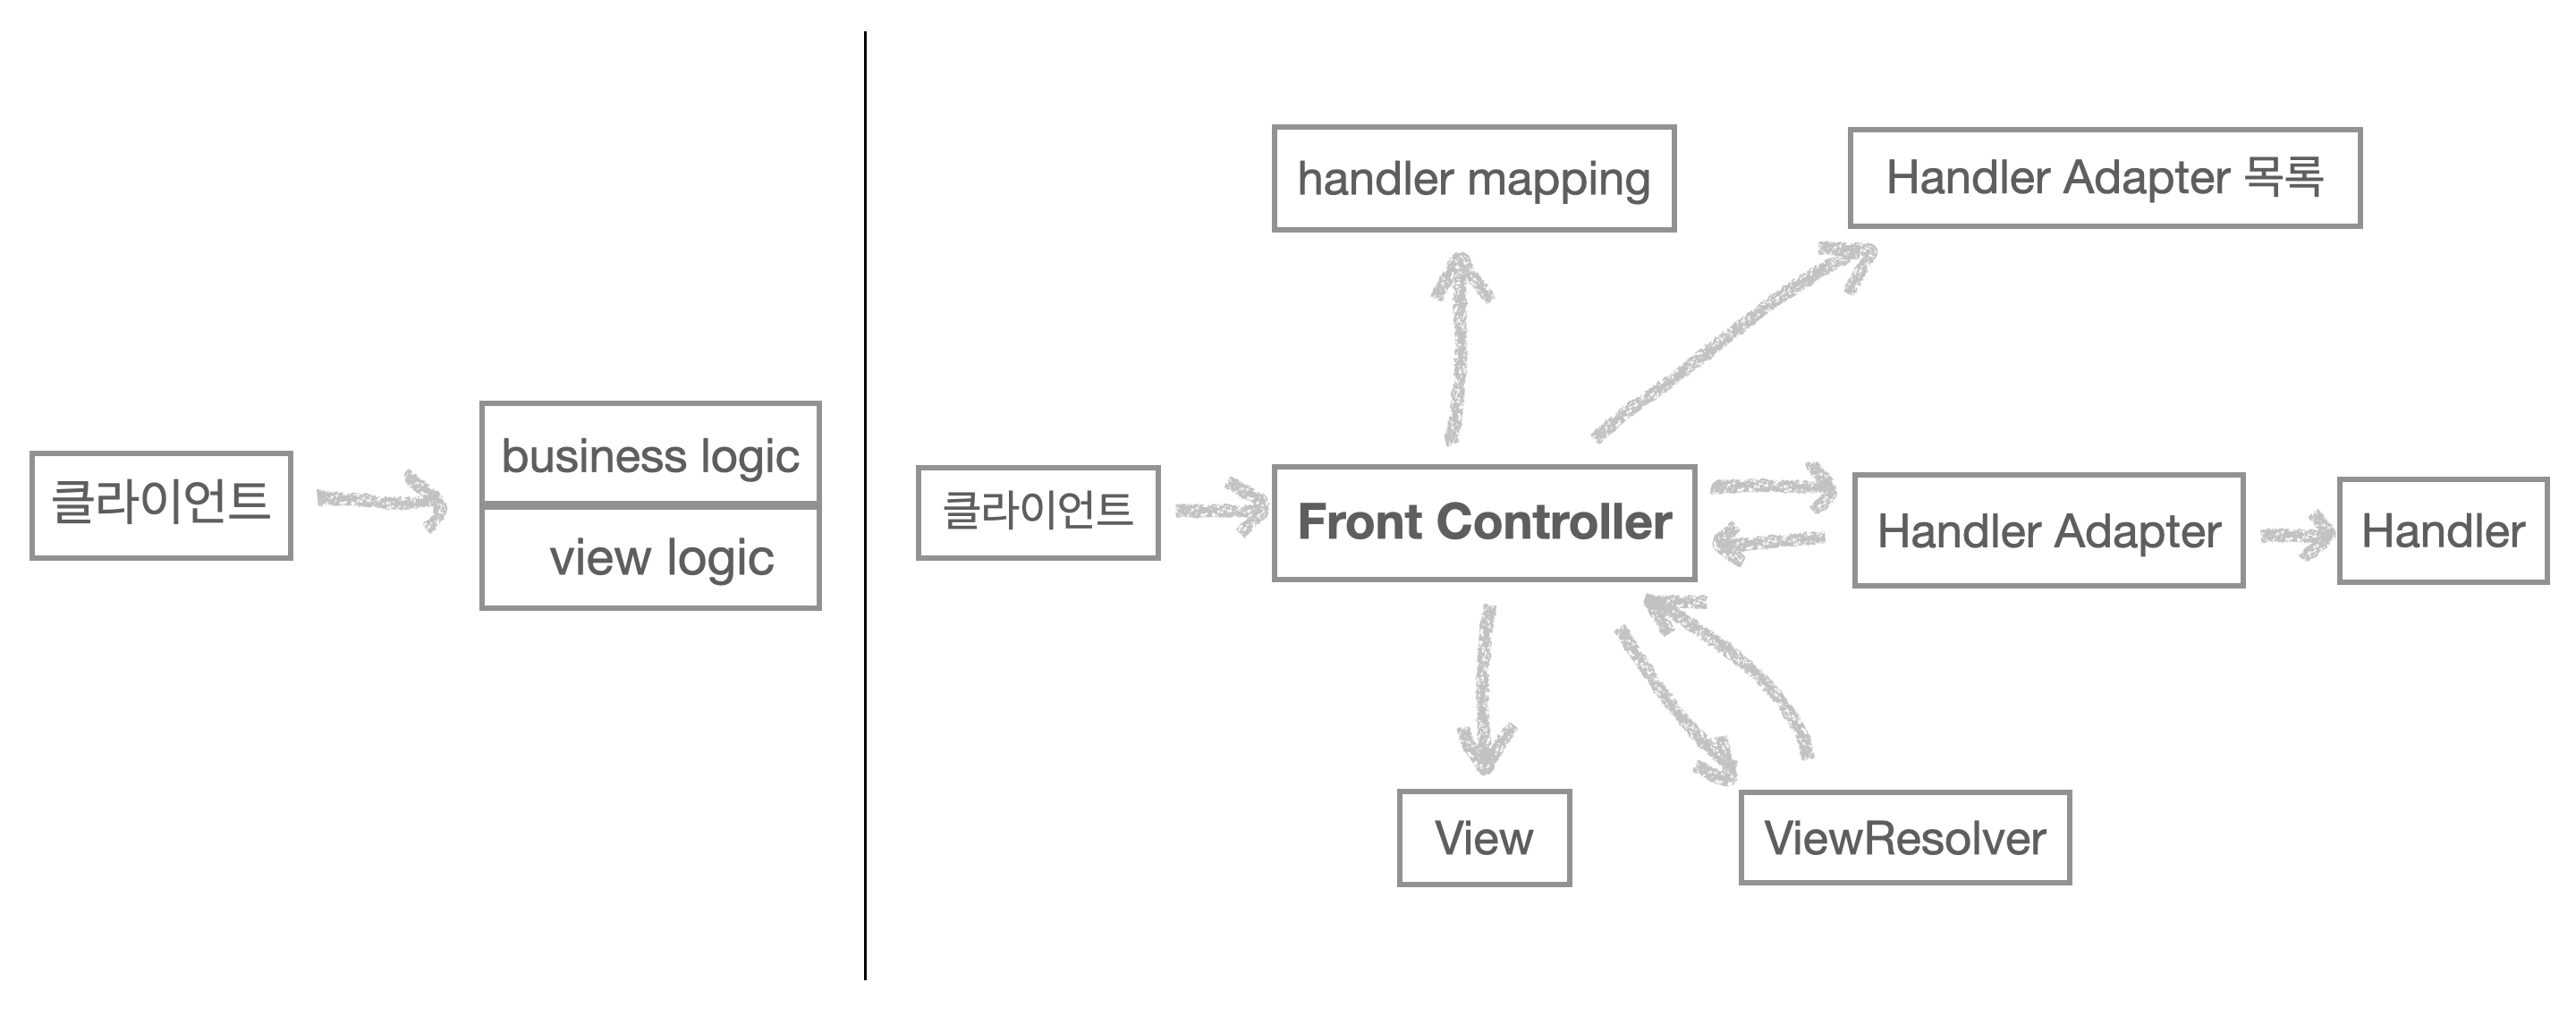 클라이언트
business logic
view logic
handler mapping
Handler Adapter 목록
클라이언트
Front Controller
Handler Adapter
Handler
View
ViewResolver